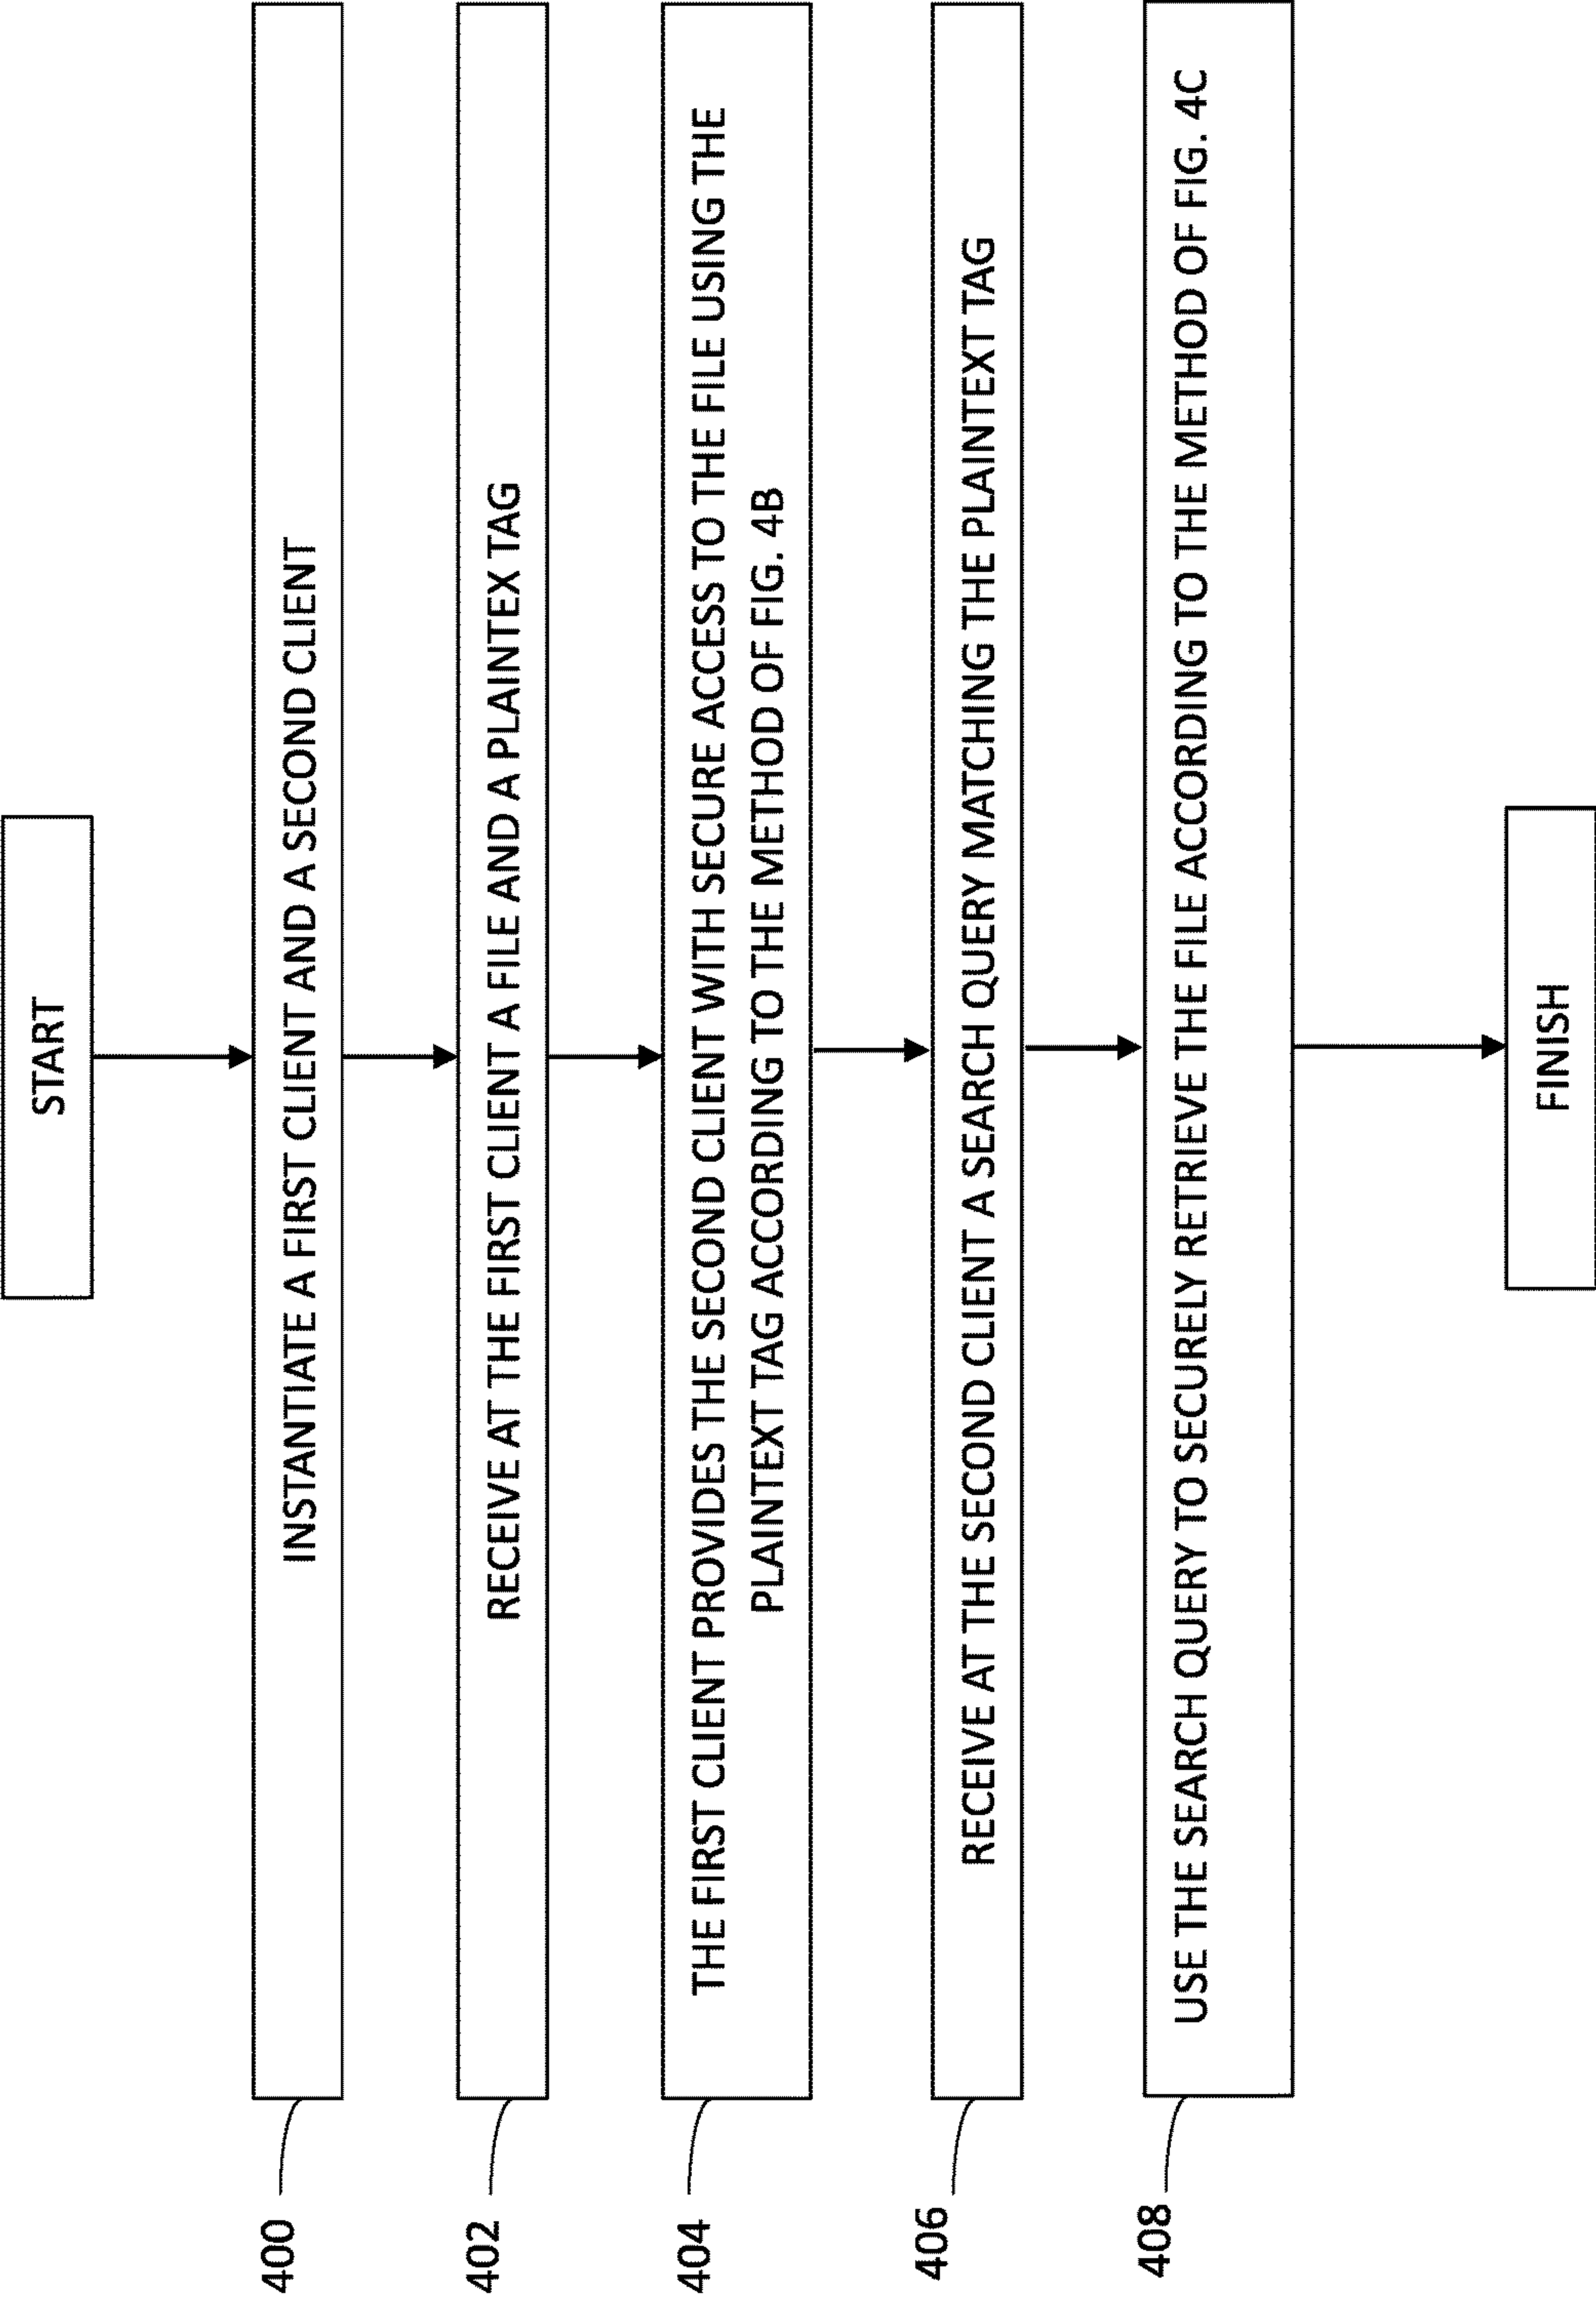 START
400
INSTANTIATE A FIRST CLIENT AND A SECOND CLIENT
402
RECEIVE AT THE FIRST CLIENT A FILE AND A PLAINTEX TAG
404
THE FIRST CLIENT PROVIDES THE SECOND CLIENT WITH SECURE ACCESS TO THE FILE USING THE
PLAINTEXT TAG ACCORDING TO THE METHOD OF FIG. 4B
406
RECEIVE AT THE SECOND CLIENT A SEARCH QUERY MATCHING THE PLAINTEXT TAG
408
USE THE SEARCH QUERY TO SECURELY RETRIEVE THE FILE ACCORDING TO THE METHOD OF FIG. 4C
FINISH